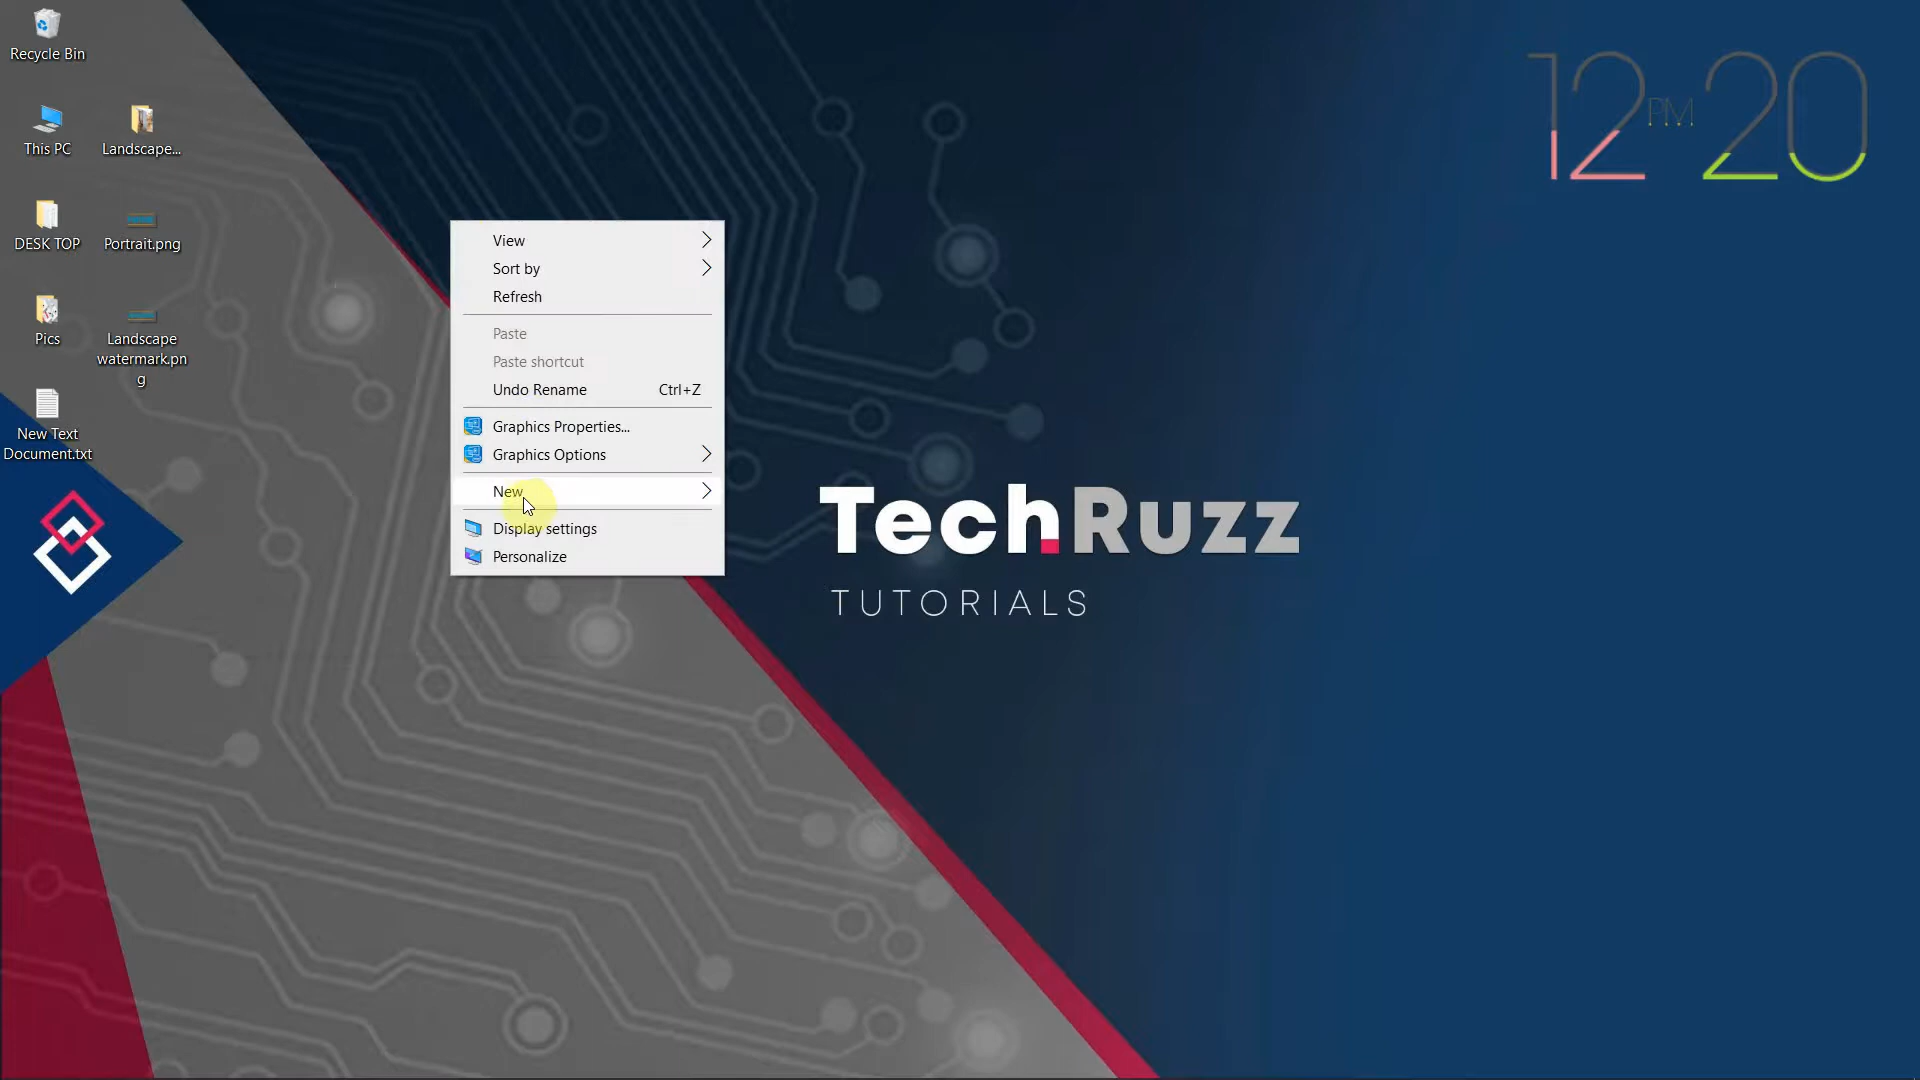 Recycle Bin
This PC
Landscape...
DESK TOP
Portrait.png
Pics
Landscape
watermark.pn
g
New Text
Document.txt
View
Sort by
Refresh
Paste
Paste shortcut
Undo Rename Ctrl+Z
Graphics Properties...
Graphics Options
New
Display settings
Personalize
12 PM 20
Tech.Ruzz
TUTORIALS